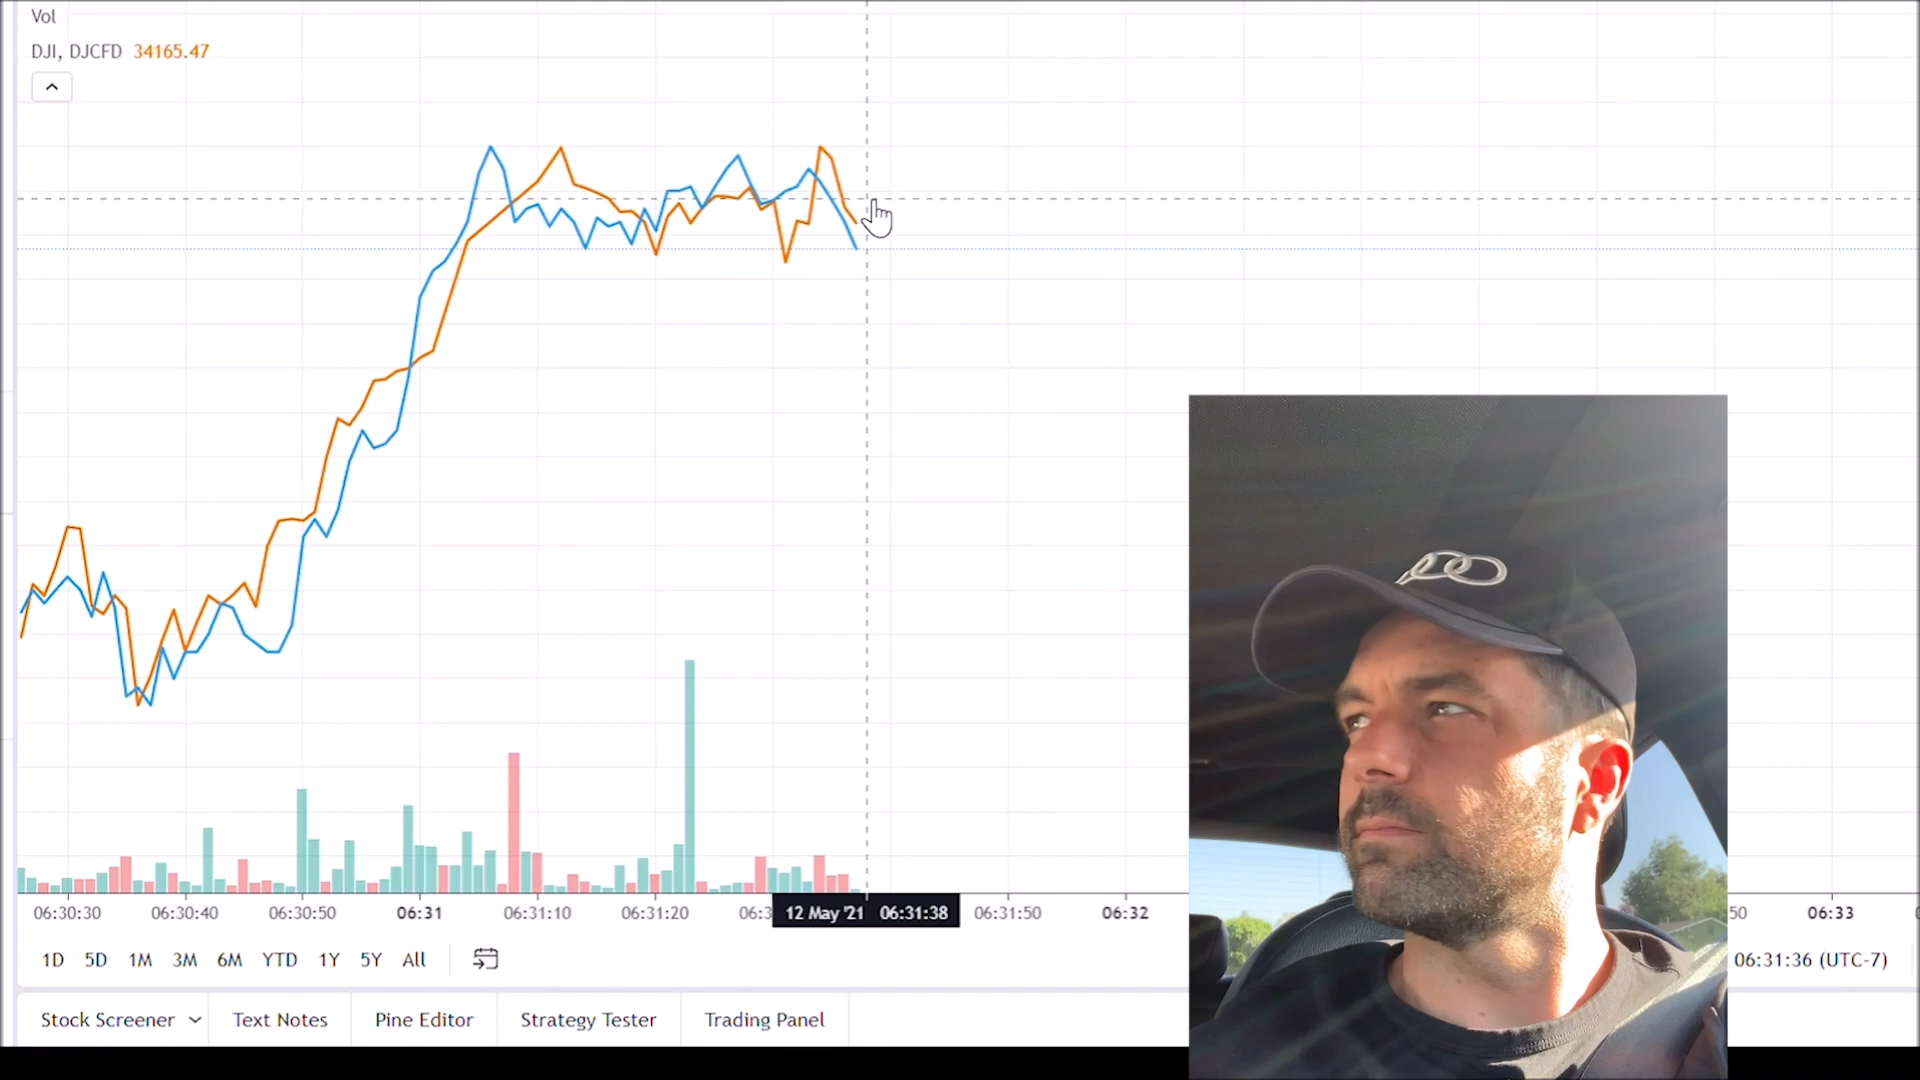 Vol
DJI, DJCFD 34165.47
06:30:30 06:30:40 06:30:50 06:31 06:31:10 06:31:20 06:3 12 May '21 06:31:38 06:31:50 06:32 50 06:33
1D 5D 1M 3M 6M YTD 1Y 5Y All 06:31:36 (UTC-7)
Stock Screener Text Notes Pine Editor Strategy Tester Trading Panel